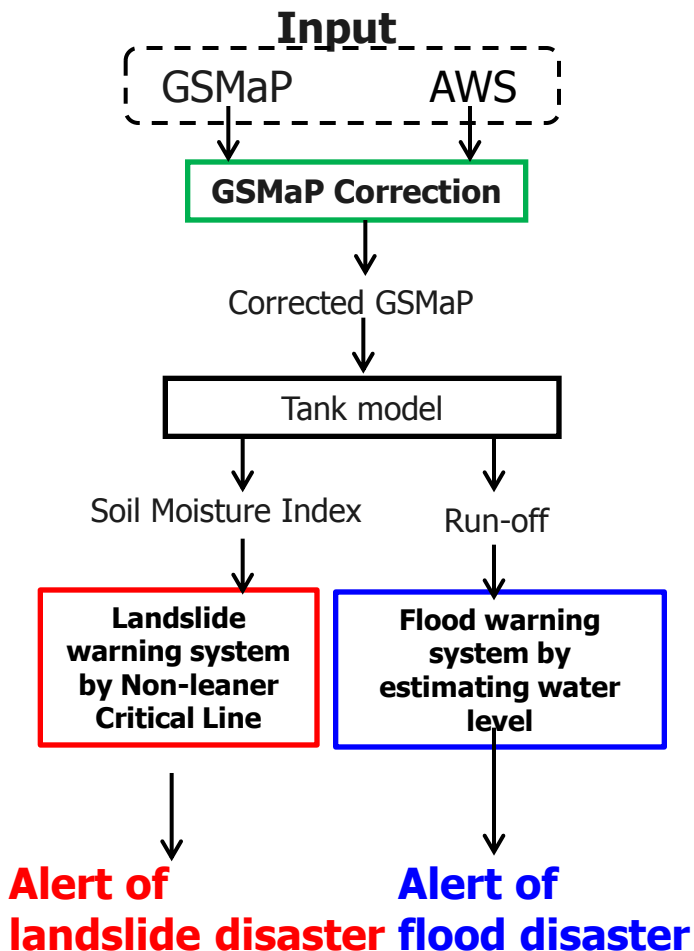 Input
GSMaP
AWS
GSMaP Correction
Corrected GSMaP
Tank model
Soil Moisture Index
Run-off
Landslide
warning system
by Non-leaner
Critical Line
Flood warning
system by
estimating water
level
Alert of
landslide disaster
Alert of
flood disaster